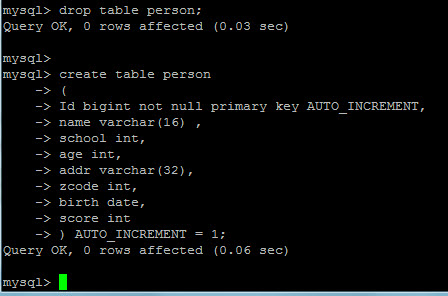 mysql> drop table person;
Query OK, 0 rows affected (0.03 sec)
mysql>
mysql> create table person
-> (
-> Id bigint not null primary key AUTO_INCREMENT,
-> name varchar(16) ,
-> school int,
-> age int,
-> addr varchar(32),
-> zcode int,
-> birth date,
-> score int
-> ) AUTO_INCREMENT = 1;
Query OK, 0 rows affected (0.06 sec)
mysql>